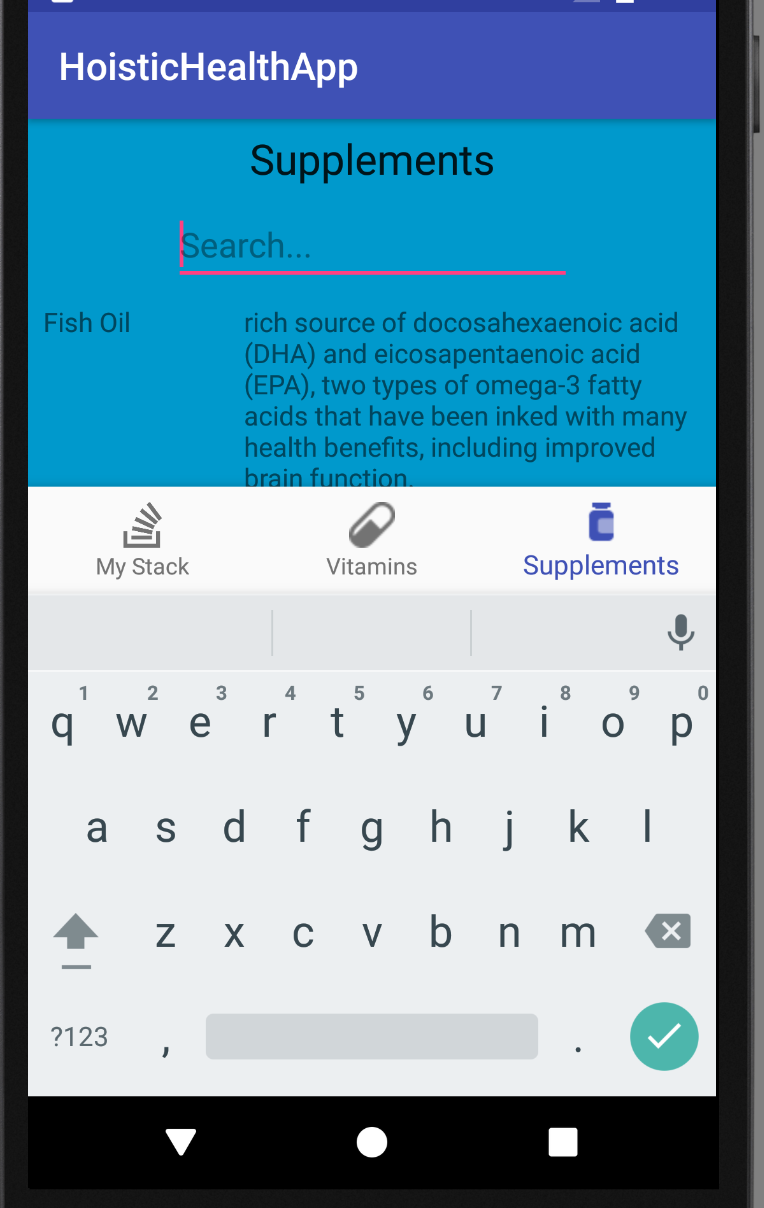 HoisticHealthApp
Supplements
Search...
Fish Oil
rich source of docosahexaenoic acid
(DHA) and eicosapentaenoic acid
(EPA), two types of omega-3 fatty
acids that have been inked with many
health benefits, including improved
brain function.
My Stack Vitamins Supplements
1 2 3 4 5 6 7 8 9 0
q w e r t y u i o p
a s d f g h j k l
z x c v b n m
?123 , .